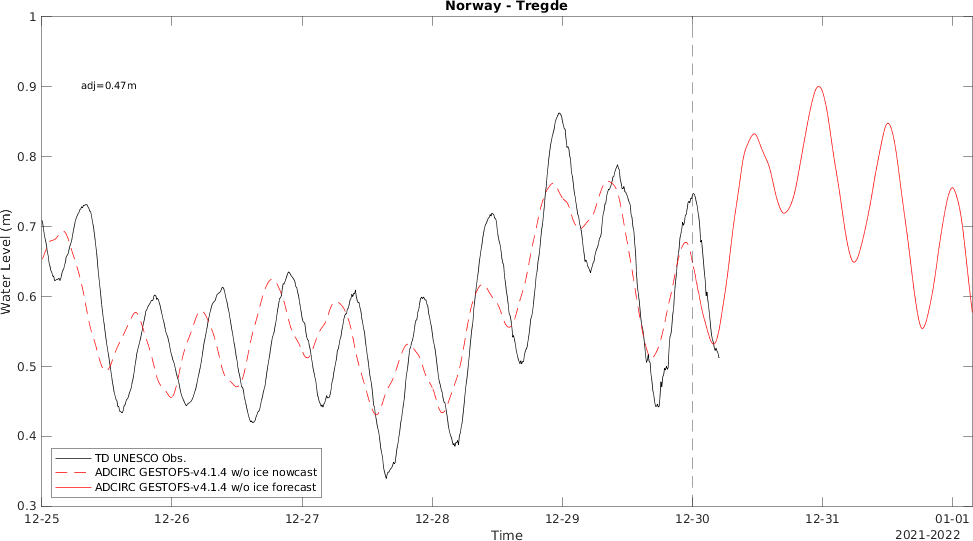 Norway - Tregde
1
0.9
0.8
0.7
0.6
0.5
0.4
0.3
Water Level (m)
adj=0.47m
TD UNESCO Obs.
ADCIRC GESTOFS-v4.1.4 w/o ice nowcast
ADCIRC GESTOFS-v4.1.4 w/o ice forecast
12-25 12-26 12-27 12-28 12-29 12-30 12-31 01-01
Time
2021-2022